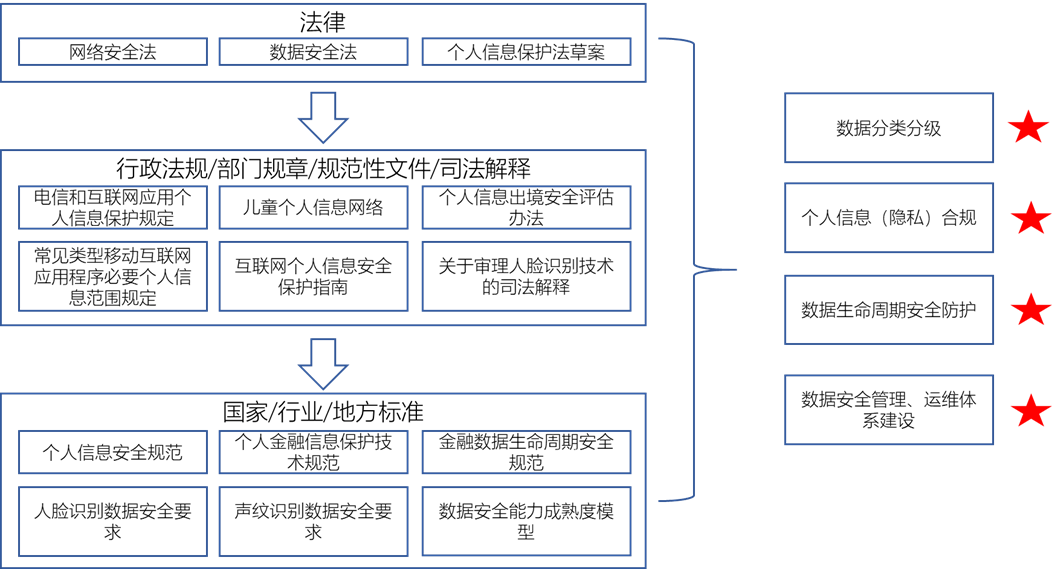 法律
网络安全法
数据安全法
个人信息保护法草案
行政法规/部门规章/规范性文件/司法解释
电信和互联网应用个
人信息保护规定
儿童个人信息网络
个人信息出境安全评估
办法
常见类型移动互联网
应用程序必要个人信
息范围规定
互联网个人信息安全
保护指南
关于审理人脸识别技术
的司法解释
国家/行业/地方标准
个人信息安全规范
个人金融信息保护技
术规范
金融数据生命周期安全
规范
人脸识别数据安全要
求
声纹识别数据安全要
求
数据安全能力成熟度模
型
数据分类分级
个人信息（隐私）合规
数据生命周期安全防护
数据安全管理、运维体
系建设